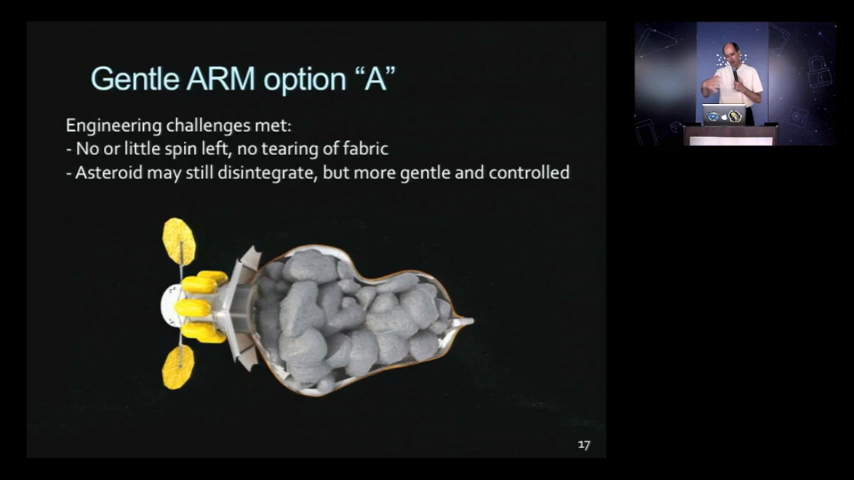 Gentle ARM option “A”
Engineering challenges met:
- No or little spin left, no tearing of fabric
- Asteroid may still disintegrate, but more gentle and controlled
17